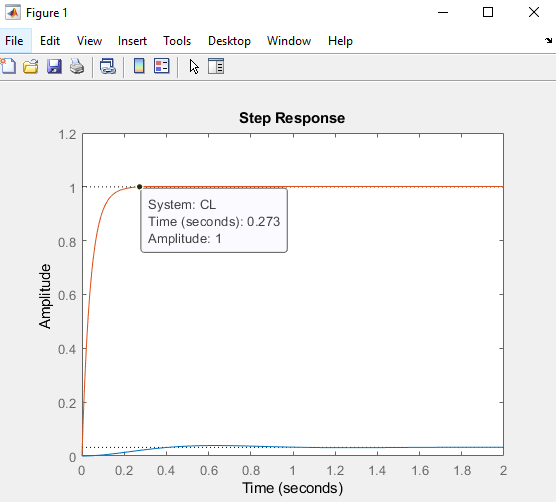 Figure 1
File Edit View Insert Tools Desktop Window Help
Step Response
1.2
1
0.8
0.6
0.4
0.2
0
Amplitude
System: CL
Time (seconds): 0.273
Amplitude: 1
0 0.2 0.4 0.6 0.8 1 1.2 1.4 1.6 1.8 2
Time (seconds)